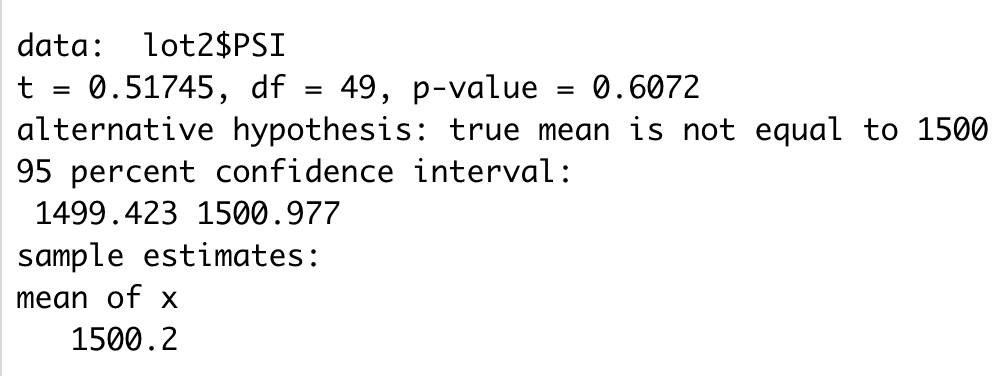 data:  lot2$PSI
t = 0.51745, df = 49, p-value = 0.6072
alternative hypothesis: true mean is not equal to 1500
95 percent confidence interval:
 1499.423 1500.977
sample estimates:
mean of x
   1500.2